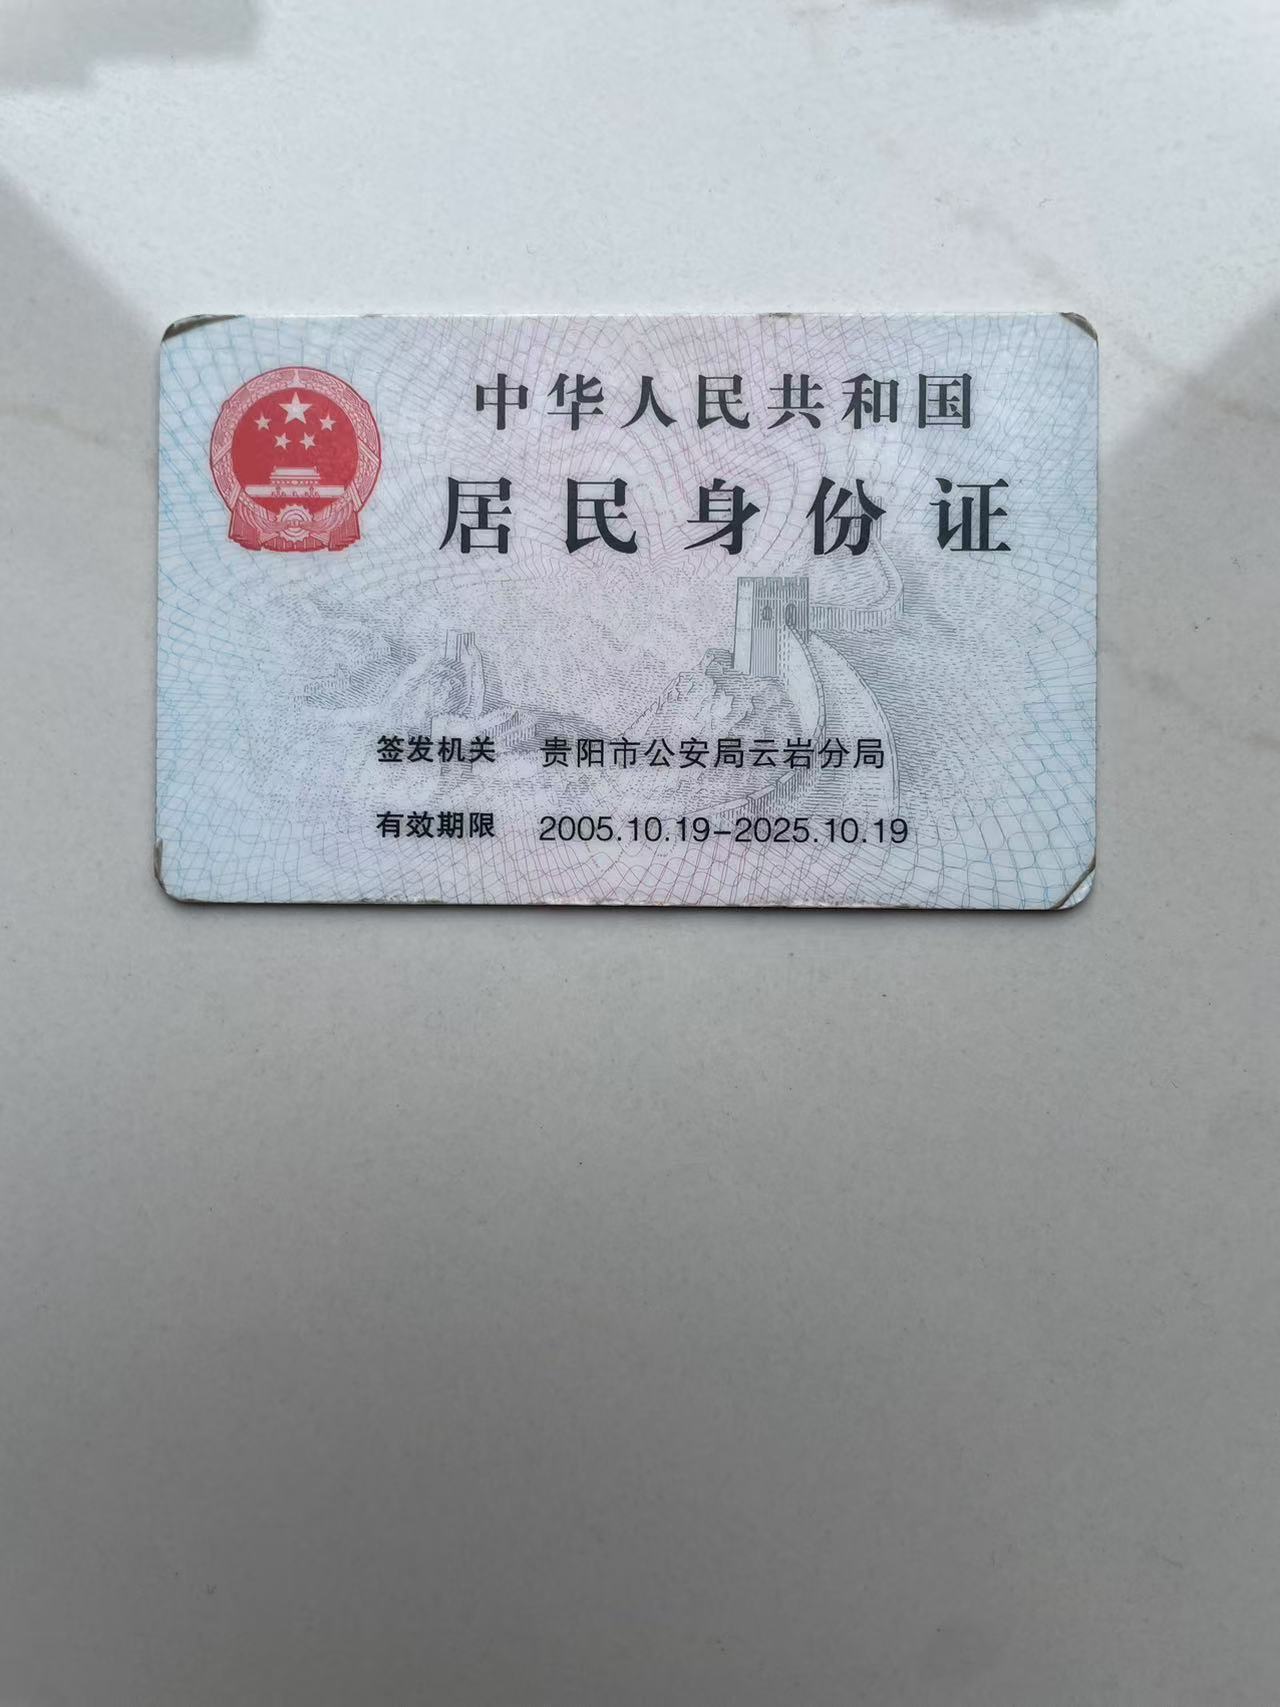 中华人民共和国
居民身份证
签发机关 贵阳市公安局云岩分局
有效期限 2005.10.19-2025.10.19